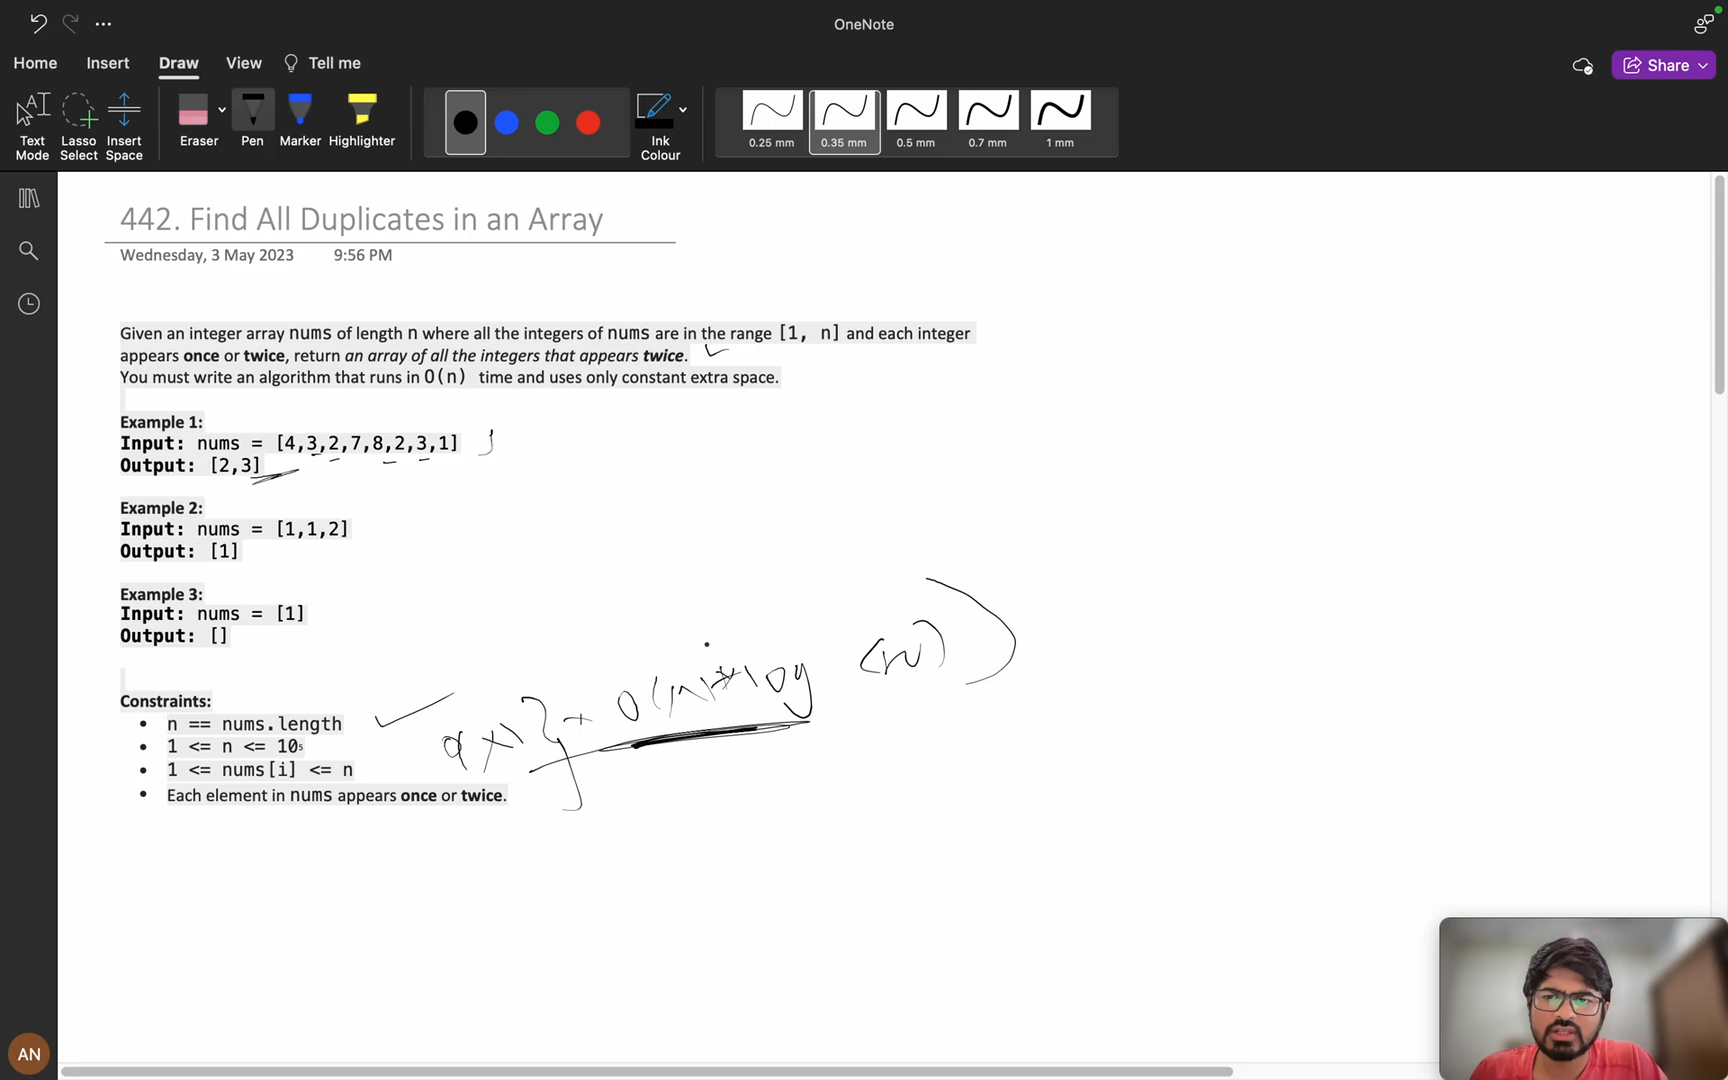 OneNote
Home Insert Draw View Tell me
Share
Text Mode
Lasso Select
Insert Space
Eraser
Pen
Marker
Highlighter
Ink Colour
0.25 mm
0.35 mm
0.5 mm
0.7 mm
1 mm
442. Find All Duplicates in an Array
Wednesday, 3 May 2023 9:56 PM
Given an integer array nums of length n where all the integers of nums are in the range [1, n] and each integer
appears once or twice, return an array of all the integers that appears twice.
You must write an algorithm that runs in O(n) time and uses only constant extra space.
Example 1:
Input: nums = [4,3,2,7,8,2,3,1]
Output: [2,3]
Example 2:
Input: nums = [1,1,2]
Output: [1]
Example 3:
Input: nums = [1]
Output: []
Constraints:
• n == nums.length
• 1 <= n <= 10⁵
• 1 <= nums[i] <= n
• Each element in nums appears once or twice.
O(n)*log
AN